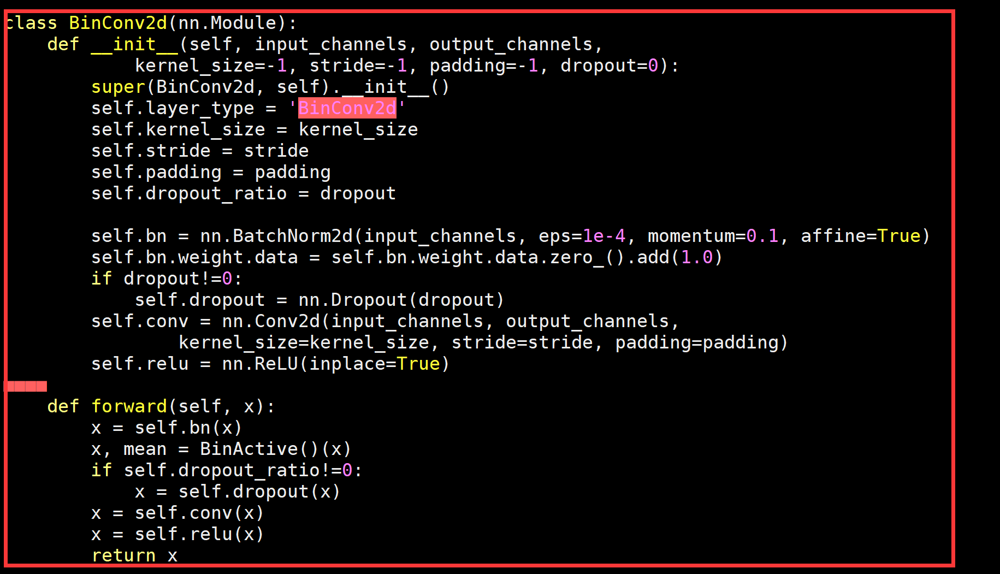 class BinConv2d(nn.Module):
    def __init__(self, input_channels, output_channels,
            kernel_size=-1, stride=-1, padding=-1, dropout=0):
        super(BinConv2d, self).__init__()
        self.layer_type = 'BinConv2d'
        self.kernel_size = kernel_size
        self.stride = stride
        self.padding = padding
        self.dropout_ratio = dropout

        self.bn = nn.BatchNorm2d(input_channels, eps=1e-4, momentum=0.1, affine=True)
        self.bn.weight.data = self.bn.weight.data.zero_().add(1.0)
        if dropout!=0:
            self.dropout = nn.Dropout(dropout)
        self.conv = nn.Conv2d(input_channels, output_channels,
                kernel_size=kernel_size, stride=stride, padding=padding)
        self.relu = nn.ReLU(inplace=True)

    def forward(self, x):
        x = self.bn(x)
        x, mean = BinActive()(x)
        if self.dropout_ratio!=0:
            x = self.dropout(x)
        x = self.conv(x)
        x = self.relu(x)
        return x